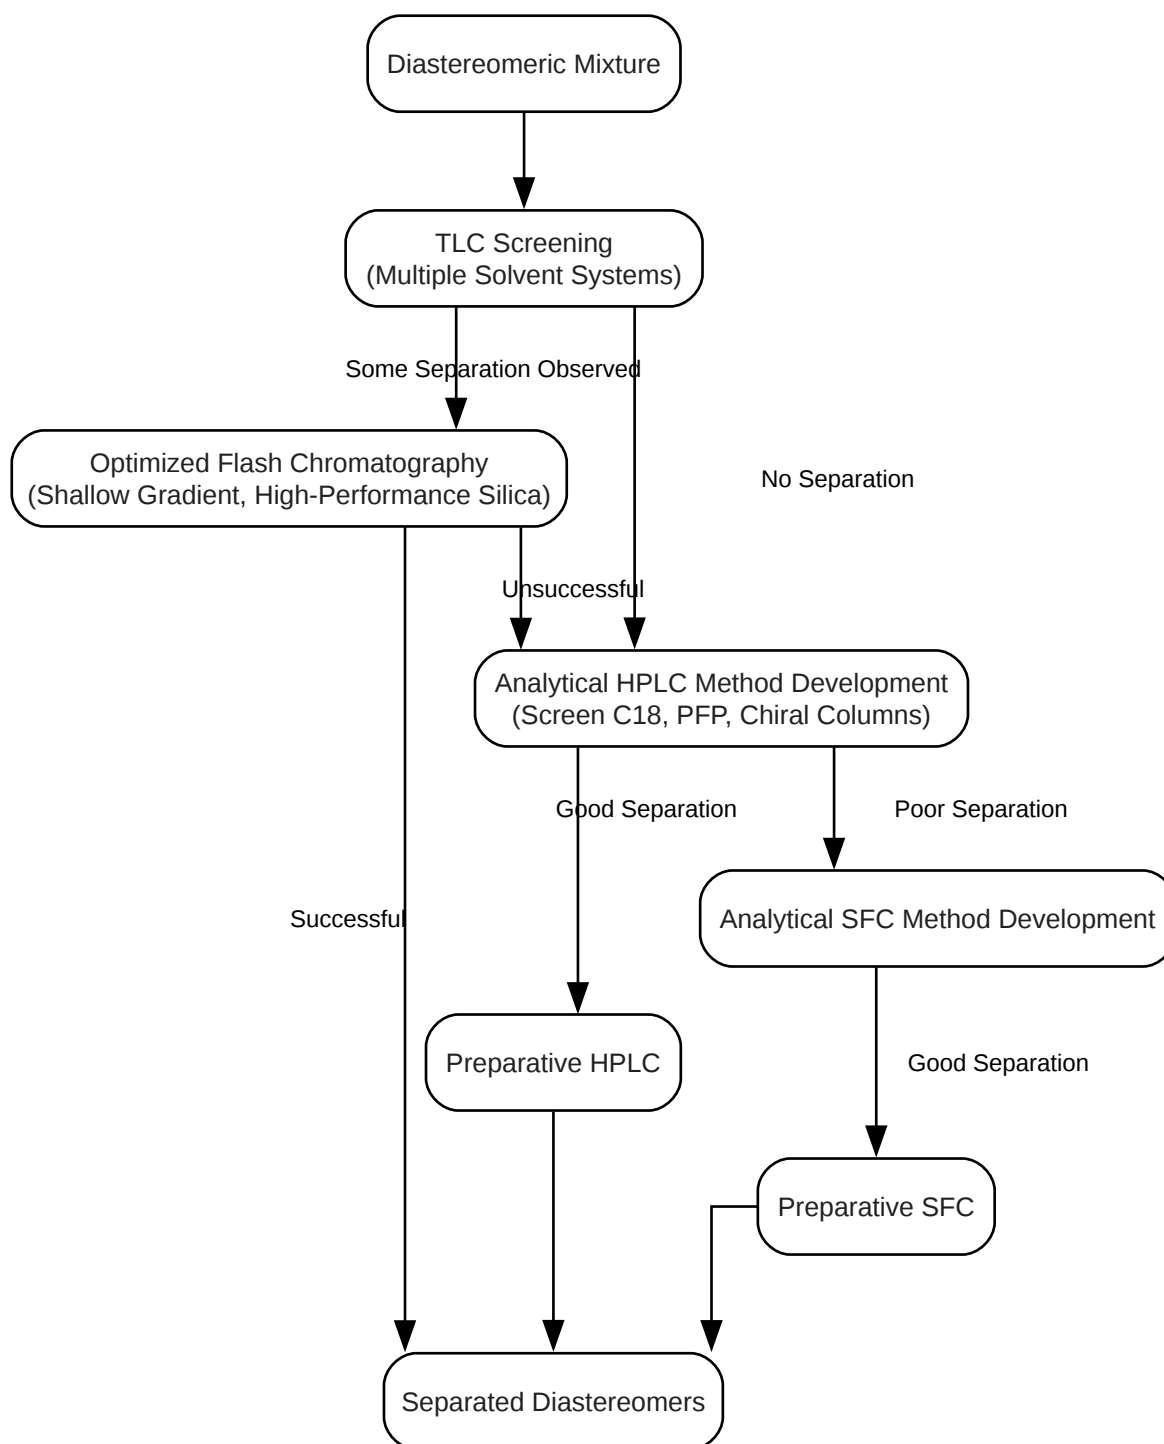 Diastereomeric Mixture
TLC Screening
(Multiple Solvent Systems)
Some Separation Observed
Optimized Flash Chromatography
(Shallow Gradient, High-Performance Silica)
No Separation
Unsuccessful
Analytical HPLC Method Development
(Screen C18, PFP, Chiral Columns)
Good Separation
Poor Separation
Successful
Analytical SFC Method Development
Preparative HPLC
Good Separation
Preparative SFC
Separated Diastereomers